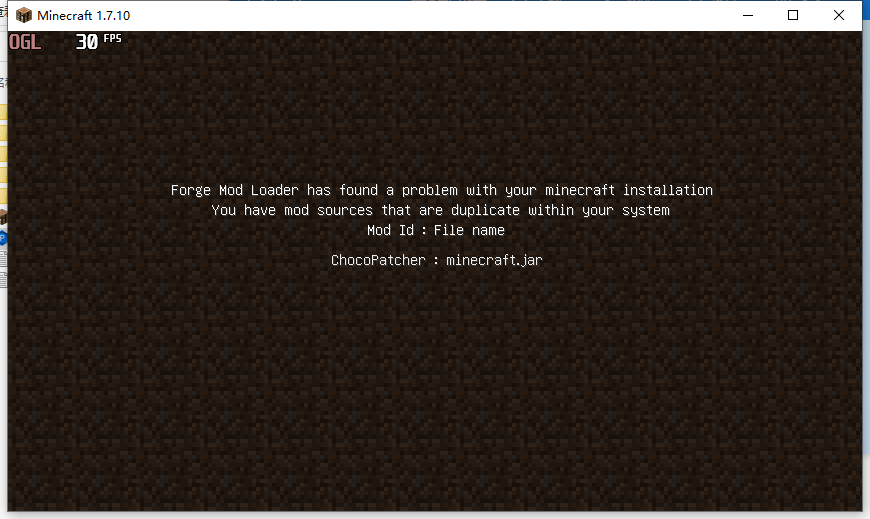 Minecraft 1.7.10
OGL 30 FPS
Forge Mod Loader has found a problem with your minecraft installation
You have mod sources that are duplicate within your system
Mod Id : File name
ChocoPatcher : minecraft.jar